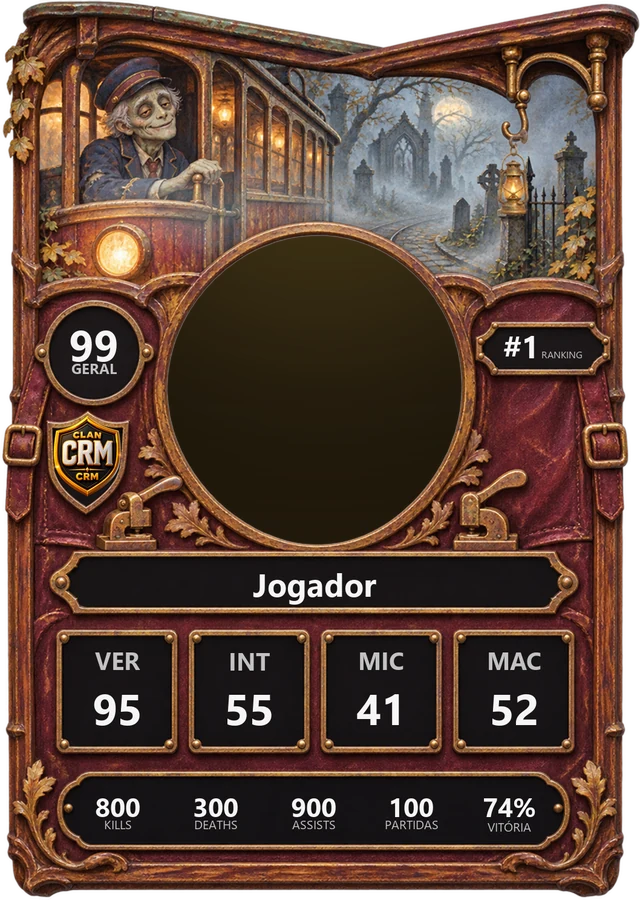 99
GERAL
#1 RANKING
CLAN
CRM
CRM
Jogador
VER INT MIC MAC
95 55 41 52
800 300 900 100 74%
KILLS DEATHS ASSISTS PARTIDAS VITÓRIA